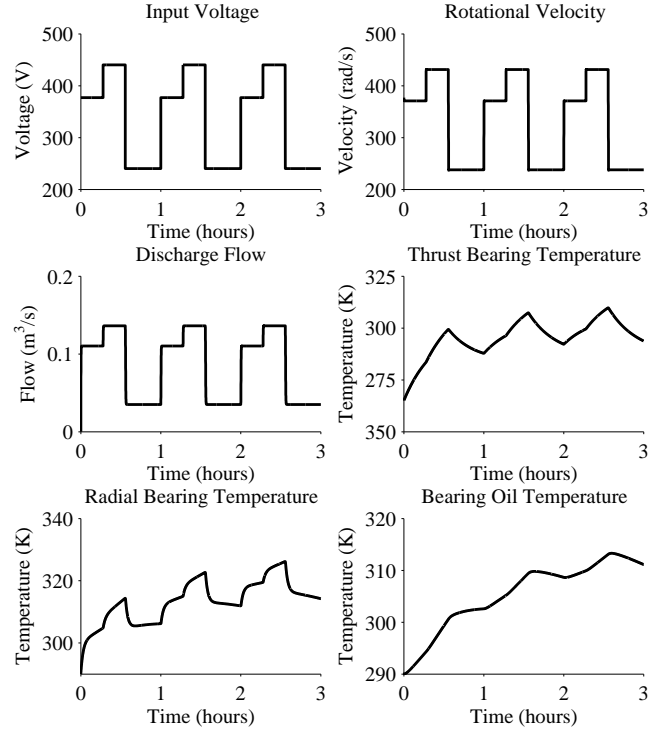 Input Voltage
500
400
300
200
Voltage (V)
0 1 2 3
Time (hours)
Rotational Velocity
500
400
300
200
Velocity (rad/s)
0 1 2 3
Time (hours)
Discharge Flow
0.2
0.1
0
Flow (m³/s)
0 1 2 3
Time (hours)
Thrust Bearing Temperature
325
300
275
350
Temperature (K)
0 1 2 3
Time (hours)
Radial Bearing Temperature
340
320
300
Temperature (K)
0 1 2 3
Time (hours)
Bearing Oil Temperature
320
310
300
290
Temperature (K)
0 1 2 3
Time (hours)